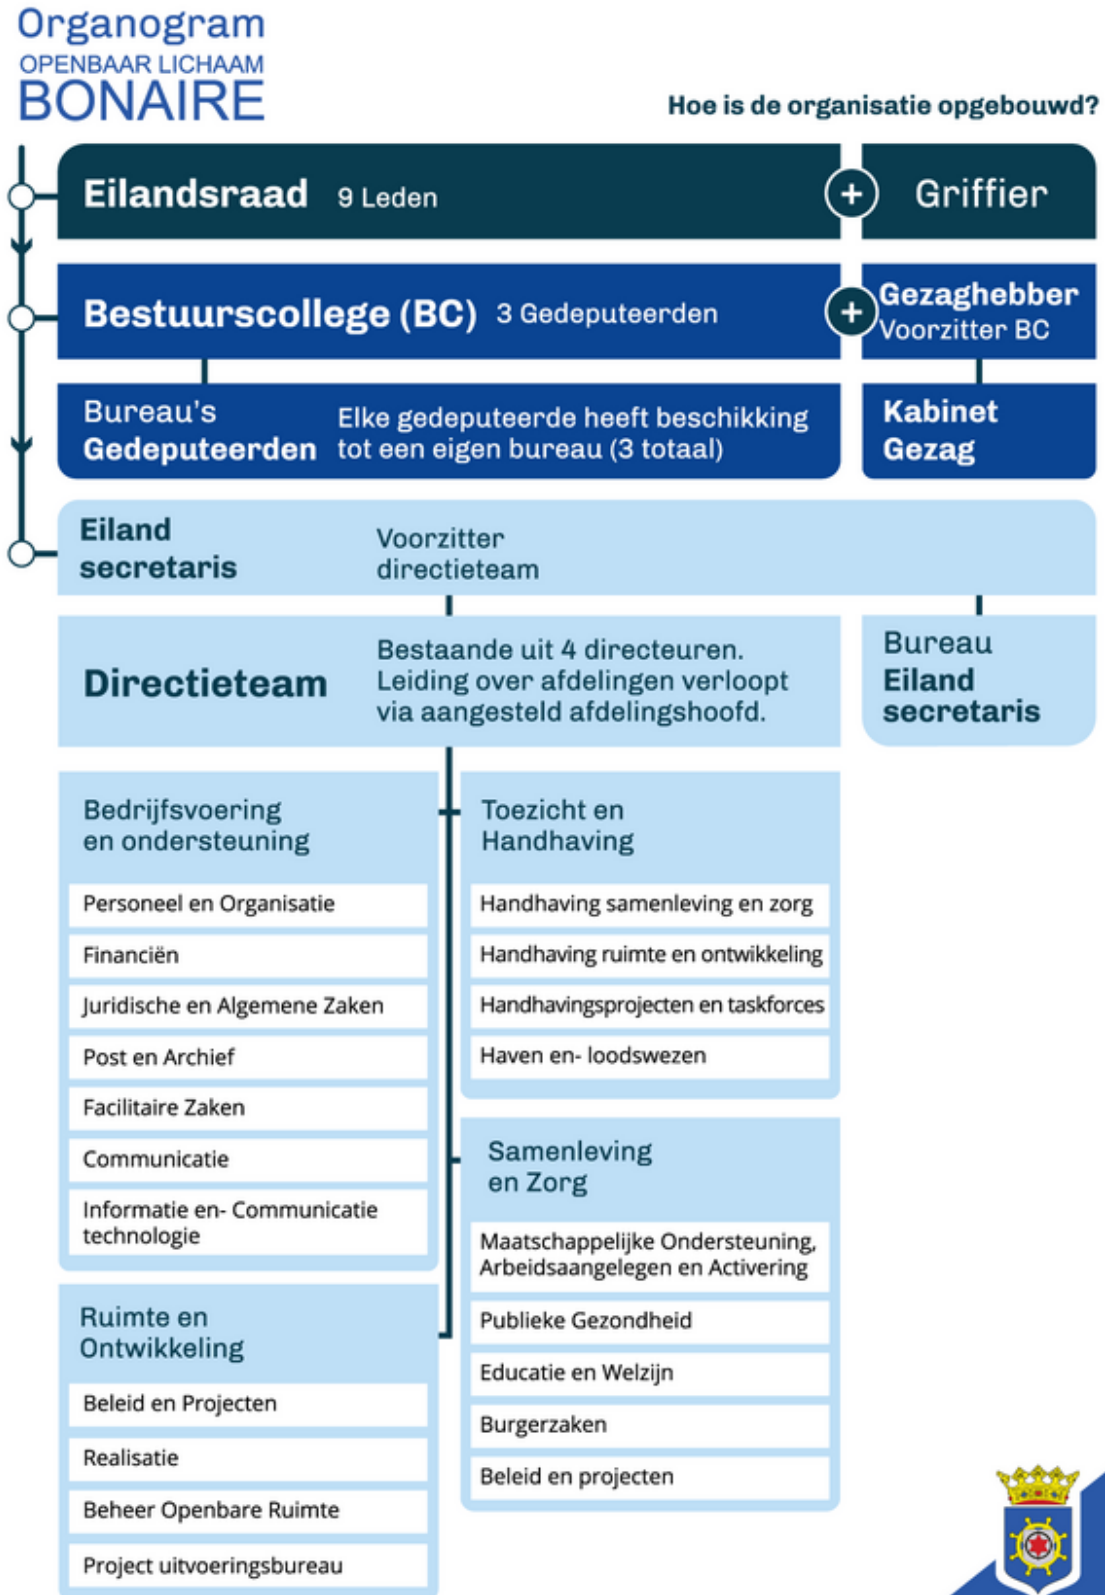 Organogram
OPENBAAR LICHAAM
BONAIRE
Hoe is de organisatie opgebouwd?
Eilandsraad 9 Leden
+
Griffier
Bestuurscollege (BC) 3 Gedeputeerden
+
Gezaghebber
Voorzitter BC
Bureau's
Gedeputeerden
Elke gedeputeerde heeft beschikking
tot een eigen bureau (3 totaal)
Kabinet
Gezag
Eiland
secretaris
Voorzitter
directieteam
Directieteam
Bestaande uit 4 directeuren.
Leiding over afdelingen verloopt
via aangesteld afdelingshoofd.
Bureau
Eiland
secretaris
Bedrijfsvoering
en ondersteuning
Personeel en Organisatie
Financiën
Juridische en Algemene Zaken
Post en Archief
Facilitaire Zaken
Communicatie
Informatie en- Communicatie
technologie
Toezicht en
Handhaving
Handhaving samenleving en zorg
Handhaving ruimte en ontwikkeling
Handhavingsprojecten en taskforces
Haven en- loodswezen
Samenleving
en Zorg
Maatschappelijke Ondersteuning,
Arbeidsaangelegen en Activering
Publieke Gezondheid
Educatie en Welzijn
Burgerzaken
Beleid en projecten
Ruimte en
Ontwikkeling
Beleid en Projecten
Realisatie
Beheer Openbare Ruimte
Project uitvoeringsbureau